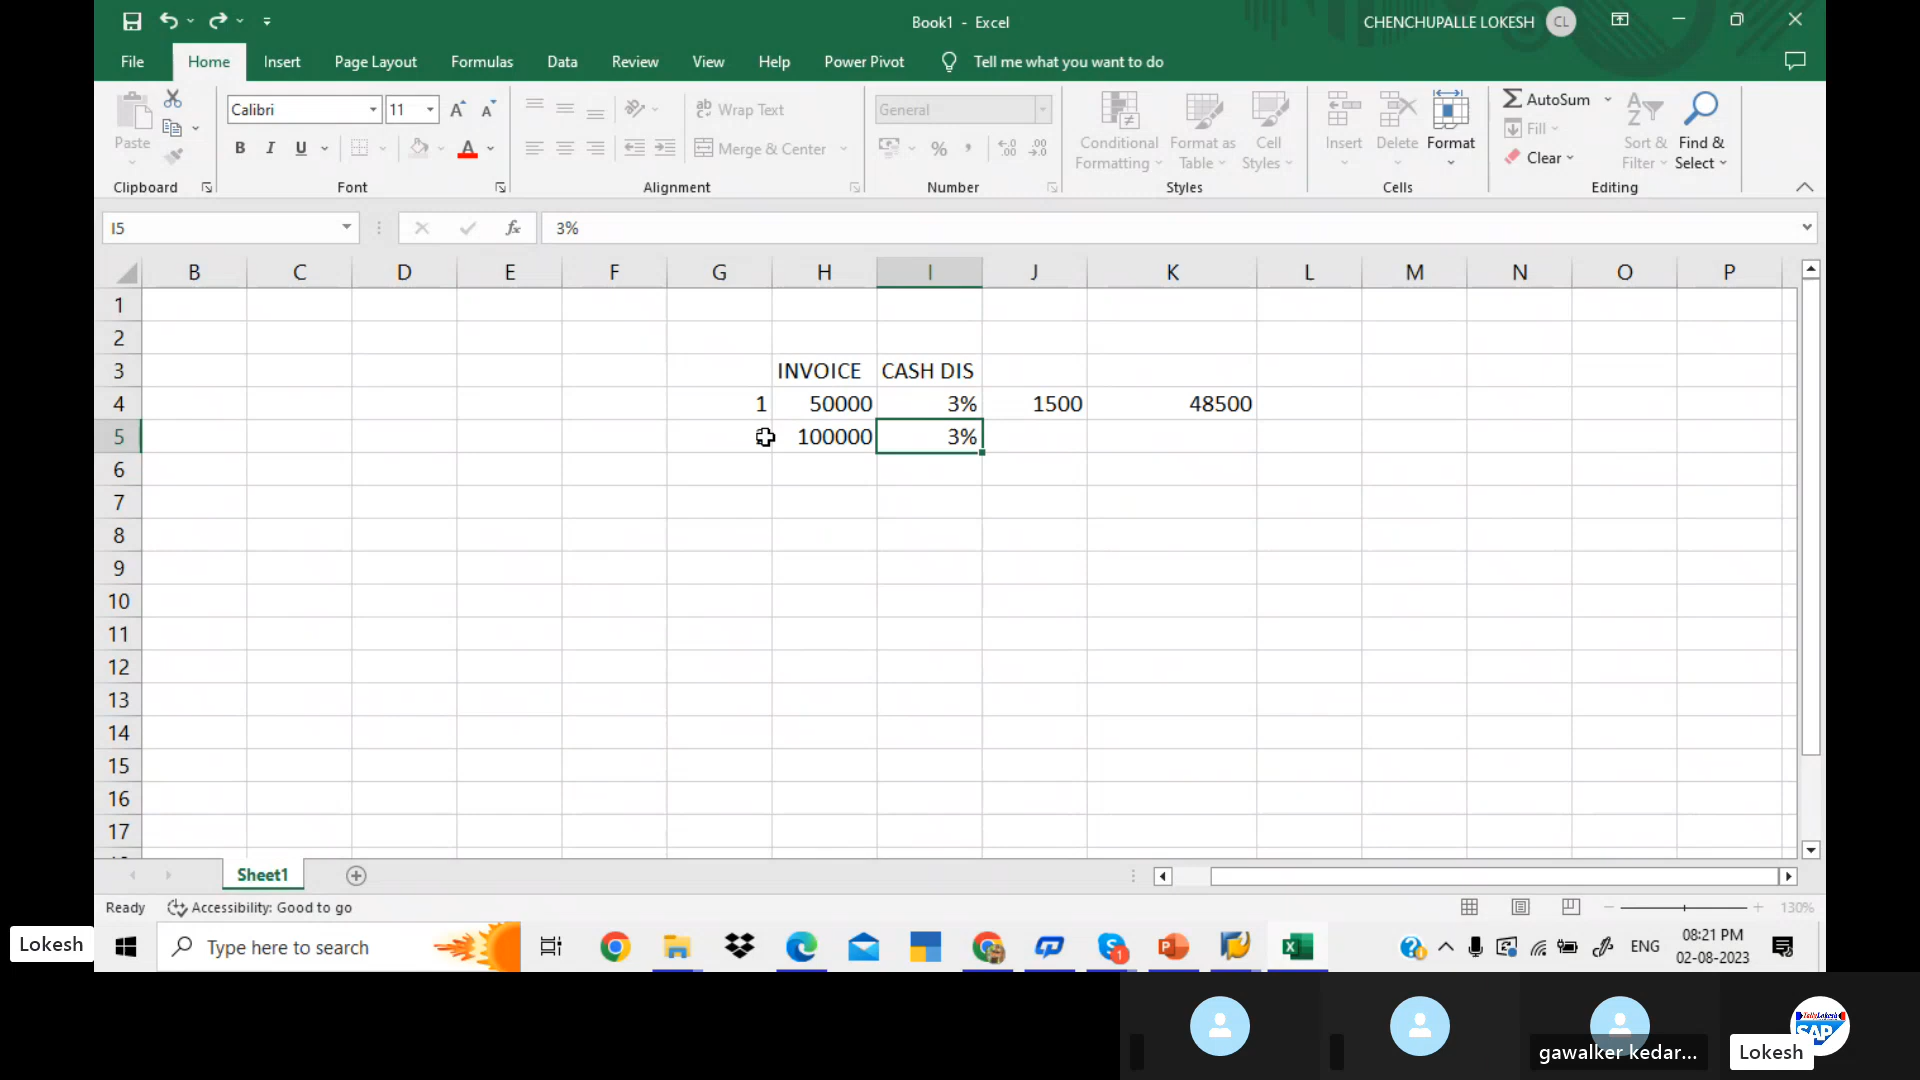 Book1 - Excel
CHENCHUPALLE LOKESH CL
File Home Insert Page Layout Formulas Data Review View Help Power Pivot Tell me what you want to do
Calibri 11 Wrap Text General AutoSum
Paste Conditional Formatting Format as Table Cell Styles Insert Delete Format Fill Sort & Filter Find & Select
B I U A Merge & Center % Clear
Clipboard Font Alignment Number Styles Cells Editing
I5 fx 3%
B C D E F G H I J K L M N O P
1
2
3 INVOICE CASH DIS
4 1 50000 3% 1500 48500
5 100000 3%
6
7
8
9
10
11
12
13
14
15
16
17
Sheet1
Ready Accessibility: Good to go 130%
Lokesh Type here to search ENG 08:21 PM
02-08-2023
SAP
gawalker kedar... Lokesh